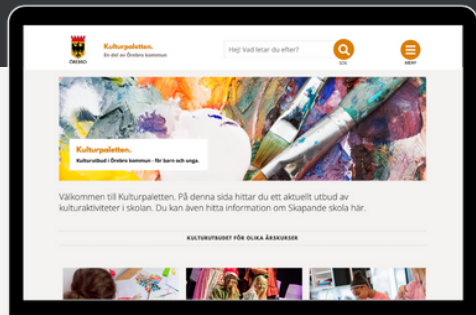 Kulturpaletten.
En del av Örebro kommun
ÖREBRO
Hej! Vad letar du efter?
SÖK
MENY
Kulturpaletten.
Kulturutbud i Örebro kommun - för barn och unga.
Välkommen till Kulturpaletten. På denna sida hittar du ett aktuellt utbud av
kulturaktiviteter i skolan. Du kan även hitta information om Skapande skola här.
KULTURUTBUDET FÖR OLIKA ÅRSKURSER